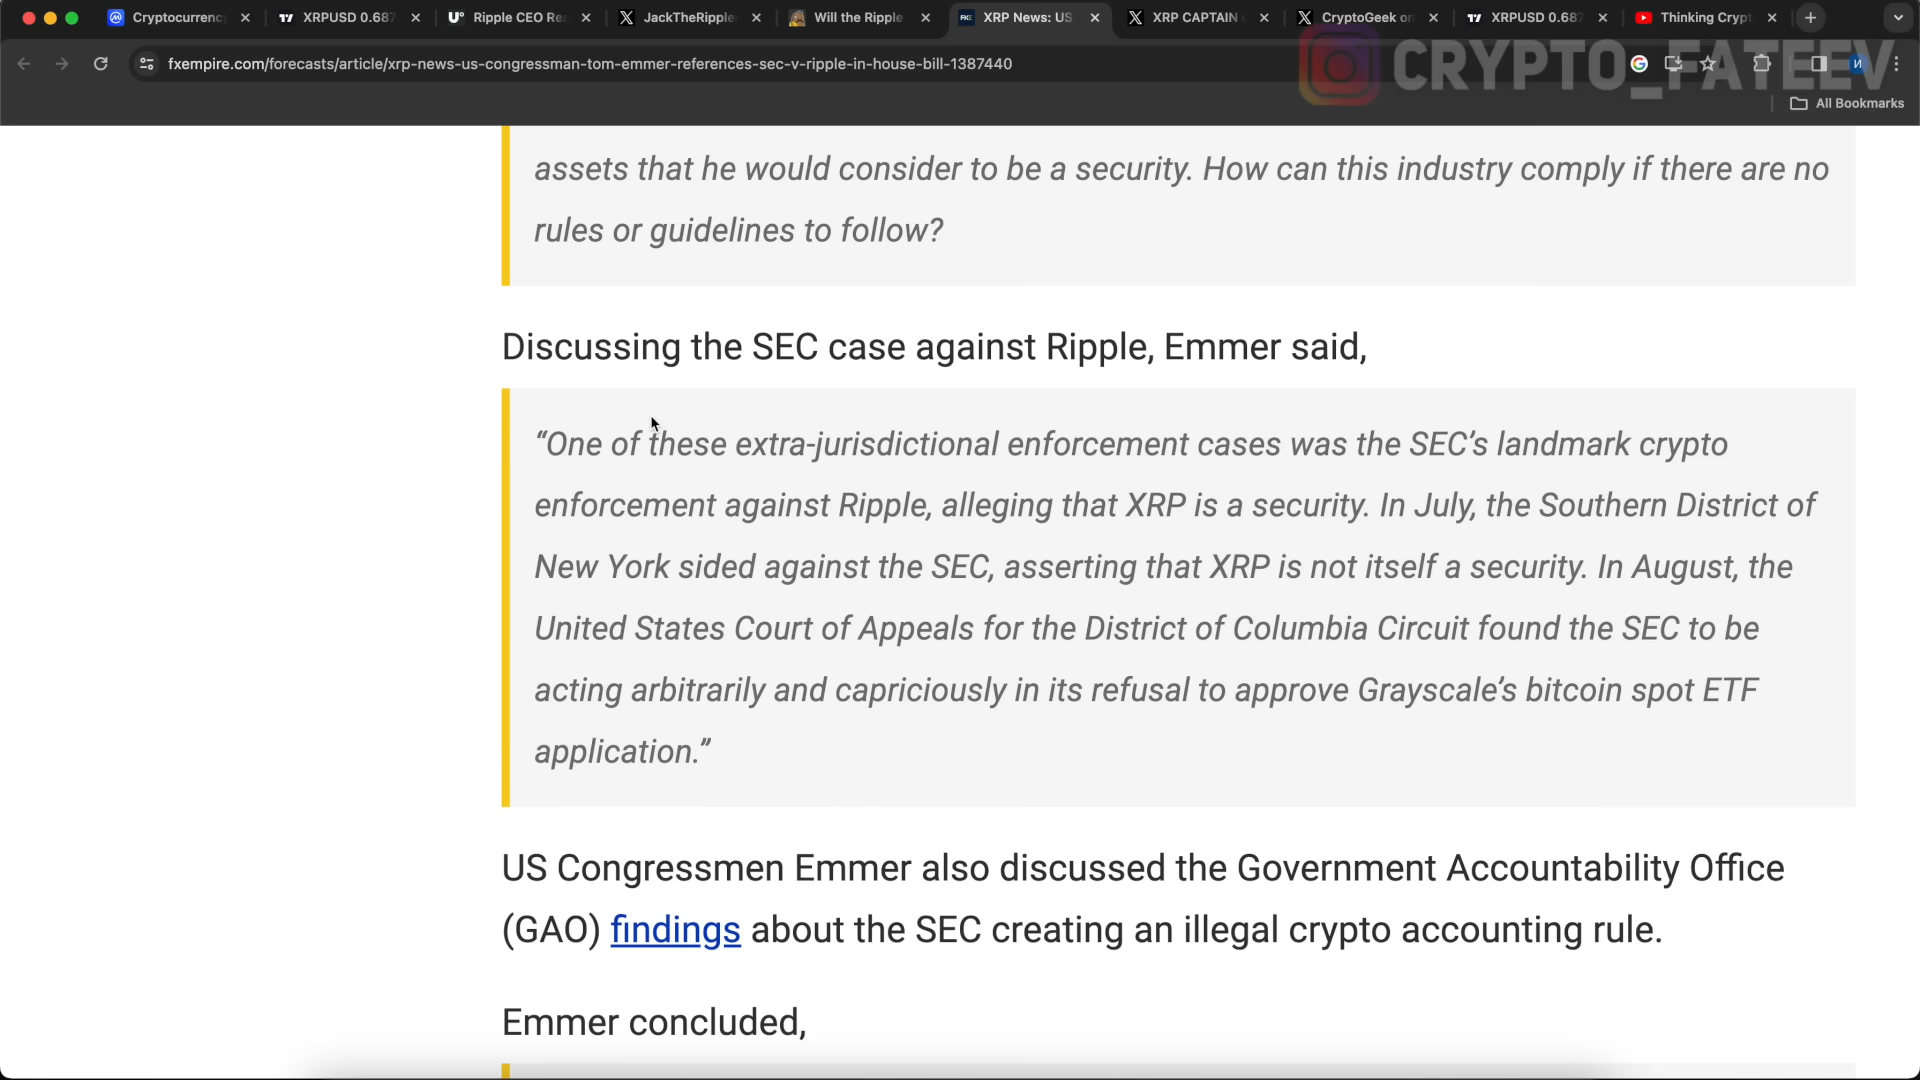 Cryptocurrenc
XRPUSD 0.687
Ripple CEO Re
JackTheRipple
Will the Ripple
XRP News: US
XRP CAPTAIN
CryptoGeek on
XRPUSD 0.687
Thinking Crypt
fxempire.com/forecasts/article/xrp-news-us-congressman-tom-emmer-references-sec-v-ripple-in-house-bill-1387440
CRYPTO_FATEEV
All Bookmarks
assets that he would consider to be a security. How can this industry comply if there are no
rules or guidelines to follow?
Discussing the SEC case against Ripple, Emmer said,
“One of these extra-jurisdictional enforcement cases was the SEC’s landmark crypto
enforcement against Ripple, alleging that XRP is a security. In July, the Southern District of
New York sided against the SEC, asserting that XRP is not itself a security. In August, the
United States Court of Appeals for the District of Columbia Circuit found the SEC to be
acting arbitrarily and capriciously in its refusal to approve Grayscale’s bitcoin spot ETF
application.”
US Congressmen Emmer also discussed the Government Accountability Office
(GAO) findings about the SEC creating an illegal crypto accounting rule.
Emmer concluded,